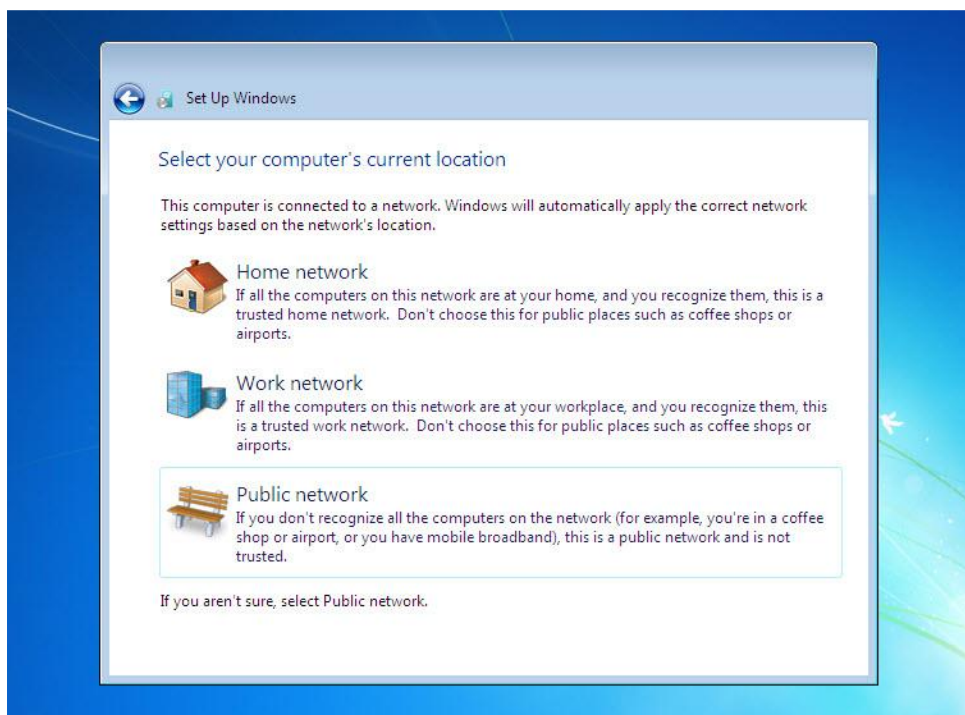 Set Up Windows
Select your computer's current location
This computer is connected to a network. Windows will automatically apply the correct network
settings based on the network's location.
Home network
If all the computers on this network are at your home, and you recognize them, this is a
trusted home network.  Don't choose this for public places such as coffee shops or
airports.
Work network
If all the computers on this network are at your workplace, and you recognize them, this
is a trusted work network.  Don't choose this for public places such as coffee shops or
airports.
Public network
If you don't recognize all the computers on the network (for example, you're in a coffee
shop or airport, or you have mobile broadband), this is a public network and is not
trusted.
If you aren't sure, select Public network.